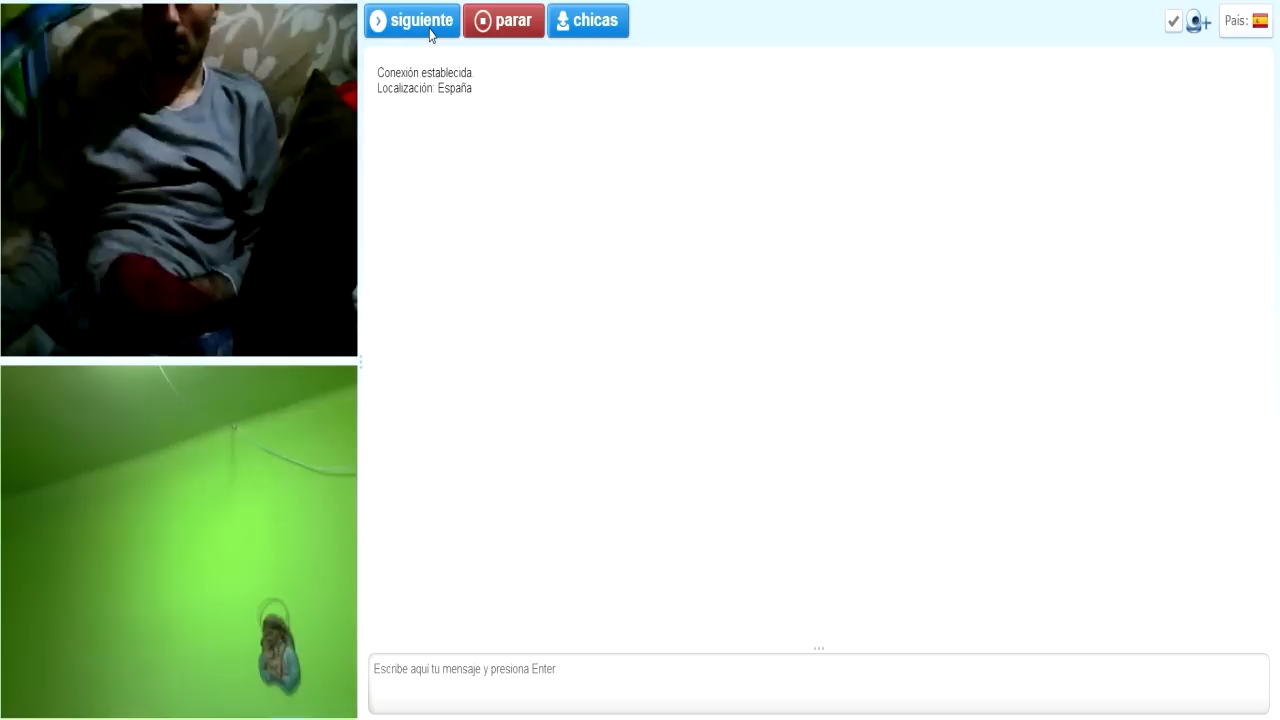 siguiente
parar
chicas
País:
Conexión establecida.
Localización: España
Escribe aquí tu mensaje y presiona Enter